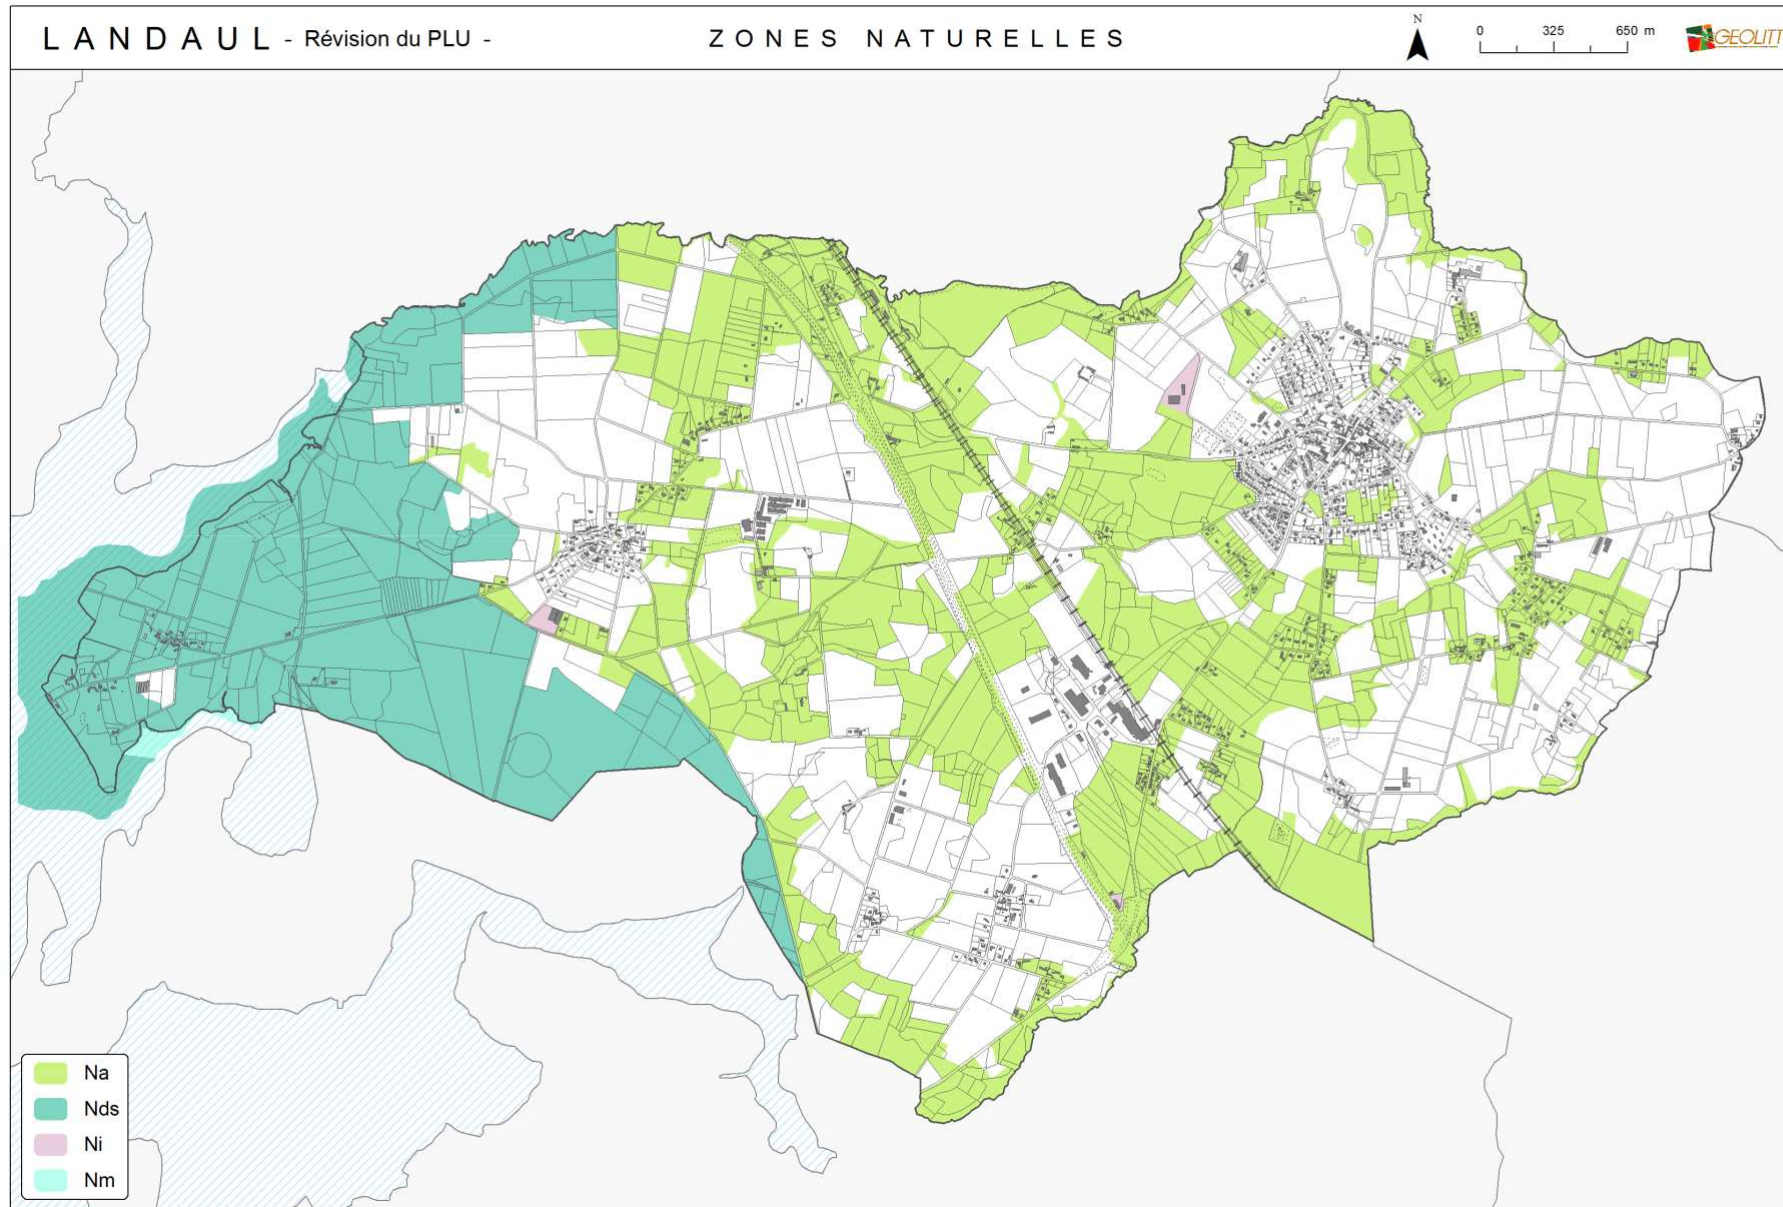 LANDAUL - Révision du PLU -
ZONES NATURELLES
N
0 325 650 m
GEOLITT
Na
Nds
Ni
Nm